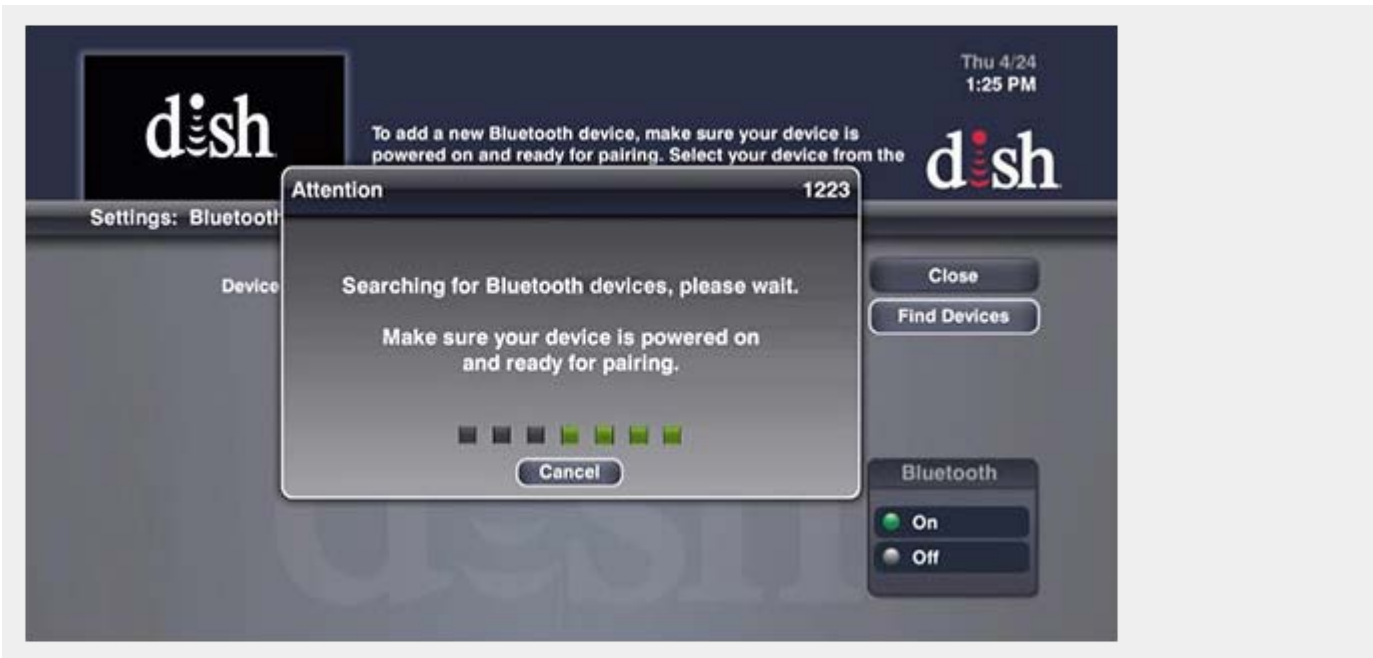 dish
Thu 4/24
1:25 PM
To add a new Bluetooth device, make sure your device is
powered on and ready for pairing. Select your device from the
dish
Attention 1223
Settings: Bluetooth
Device
Searching for Bluetooth devices, please wait.
Make sure your device is powered on
and ready for pairing.
Cancel
Close
Find Devices
Bluetooth
On
Off
dish